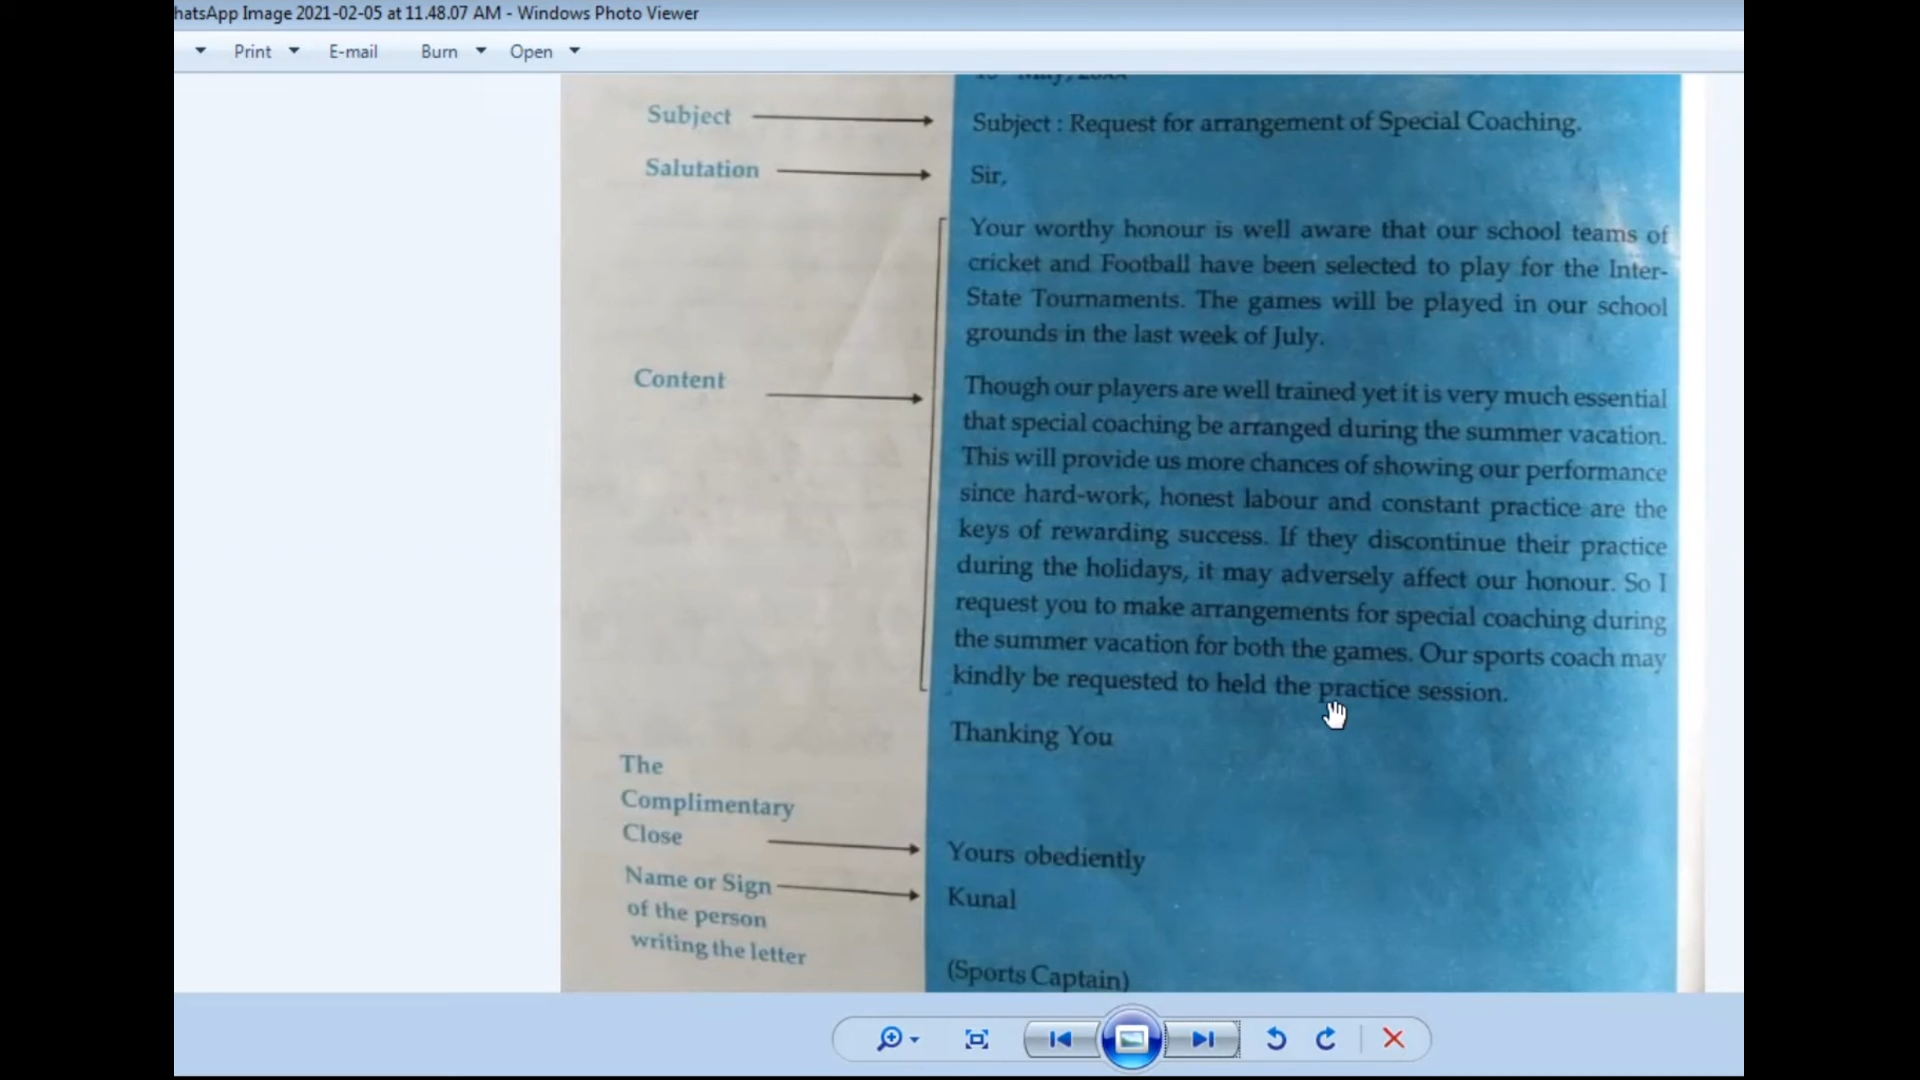 hatsApp Image 2021-02-05 at 11.48.07 AM - Windows Photo Viewer
Print E-mail Burn Open
May, 20xx
Subject
Subject : Request for arrangement of Special Coaching.
Salutation
Sir,
Your worthy honour is well aware that our school teams of
cricket and Football have been selected to play for the Inter-
State Tournaments. The games will be played in our school
grounds in the last week of July.
Content
Though our players are well trained yet it is very much essential
that special coaching be arranged during the summer vacation.
This will provide us more chances of showing our performance
since hard-work, honest labour and constant practice are the
keys of rewarding success. If they discontinue their practice
during the holidays, it may adversely affect our honour. So I
request you to make arrangements for special coaching during
the summer vacation for both the games. Our sports coach may
kindly be requested to held the practice session.
Thanking You
The
Complimentary
Close
Yours obediently
Name or Sign
of the person
writing the letter
Kunal
(Sports Captain)